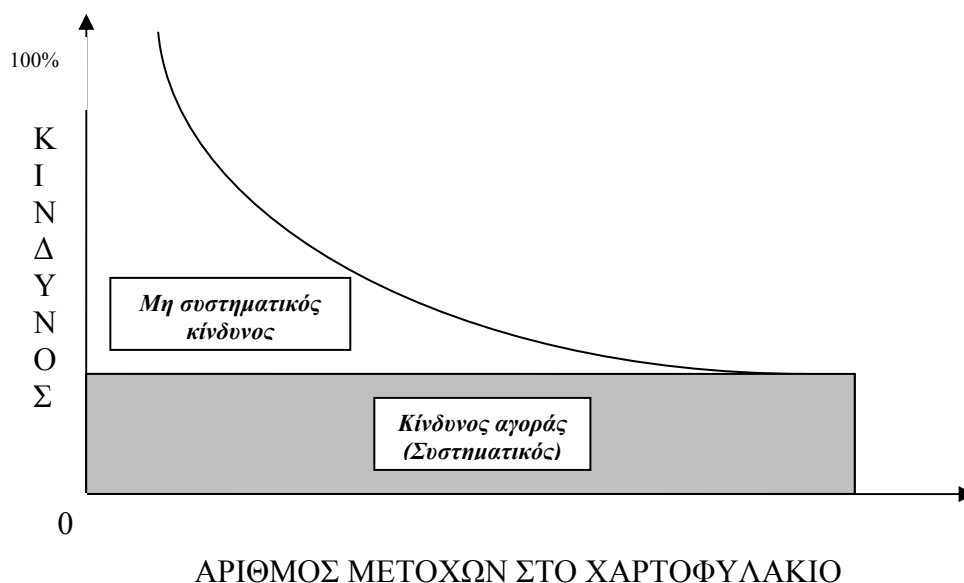 100%
Κ
Ι
Ν
Δ
Υ
Ν
Ο
Σ
Μη συστηματικός
κίνδυνος
Κίνδυνος αγοράς
(Συστηματικός)
0
ΑΡΙΘΜΟΣ ΜΕΤΟΧΩΝ ΣΤΟ ΧΑΡΤΟΦΥΛΑΚΙΟ